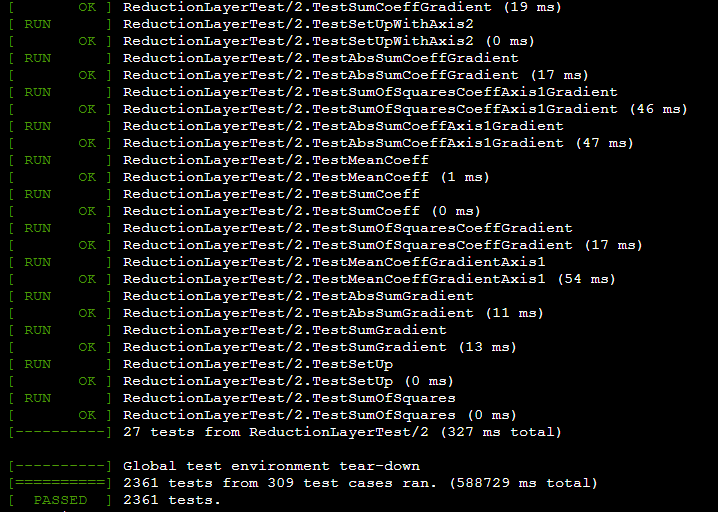 [       OK ] ReductionLayerTest/2.TestSumCoeffGradient (19 ms)
[ RUN      ] ReductionLayerTest/2.TestSetUpWithAxis2
[       OK ] ReductionLayerTest/2.TestSetUpWithAxis2 (0 ms)
[ RUN      ] ReductionLayerTest/2.TestAbsSumCoeffGradient
[       OK ] ReductionLayerTest/2.TestAbsSumCoeffGradient (17 ms)
[ RUN      ] ReductionLayerTest/2.TestSumOfSquaresCoeffAxis1Gradient
[       OK ] ReductionLayerTest/2.TestSumOfSquaresCoeffAxis1Gradient (46 ms)
[ RUN      ] ReductionLayerTest/2.TestAbsSumCoeffAxis1Gradient
[       OK ] ReductionLayerTest/2.TestAbsSumCoeffAxis1Gradient (47 ms)
[ RUN      ] ReductionLayerTest/2.TestMeanCoeff
[       OK ] ReductionLayerTest/2.TestMeanCoeff (1 ms)
[ RUN      ] ReductionLayerTest/2.TestSumCoeff
[       OK ] ReductionLayerTest/2.TestSumCoeff (0 ms)
[ RUN      ] ReductionLayerTest/2.TestSumOfSquaresCoeffGradient
[       OK ] ReductionLayerTest/2.TestSumOfSquaresCoeffGradient (17 ms)
[ RUN      ] ReductionLayerTest/2.TestMeanCoeffGradientAxis1
[       OK ] ReductionLayerTest/2.TestMeanCoeffGradientAxis1 (54 ms)
[ RUN      ] ReductionLayerTest/2.TestAbsSumGradient
[       OK ] ReductionLayerTest/2.TestAbsSumGradient (11 ms)
[ RUN      ] ReductionLayerTest/2.TestSumGradient
[       OK ] ReductionLayerTest/2.TestSumGradient (13 ms)
[ RUN      ] ReductionLayerTest/2.TestSetUp
[       OK ] ReductionLayerTest/2.TestSetUp (0 ms)
[ RUN      ] ReductionLayerTest/2.TestSumOfSquares
[       OK ] ReductionLayerTest/2.TestSumOfSquares (0 ms)
[----------] 27 tests from ReductionLayerTest/2 (327 ms total)

[----------] Global test environment tear-down
[==========] 2361 tests from 309 test cases ran. (588729 ms total)
[  PASSED  ] 2361 tests.